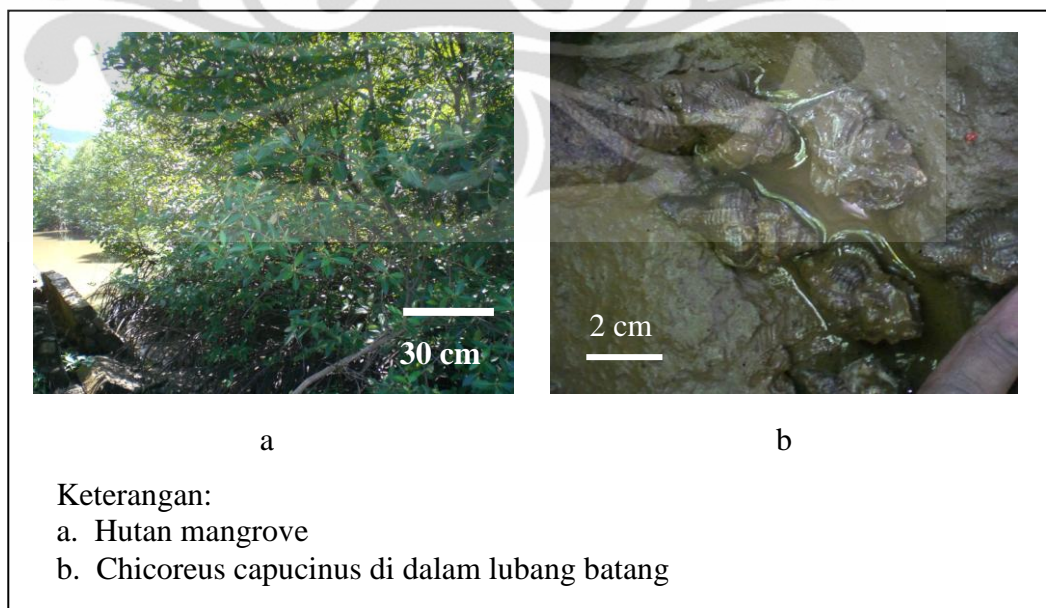 30 cm
2 cm
a b
Keterangan:
a. Hutan mangrove
b. Chicoreus capucinus di dalam lubang batang